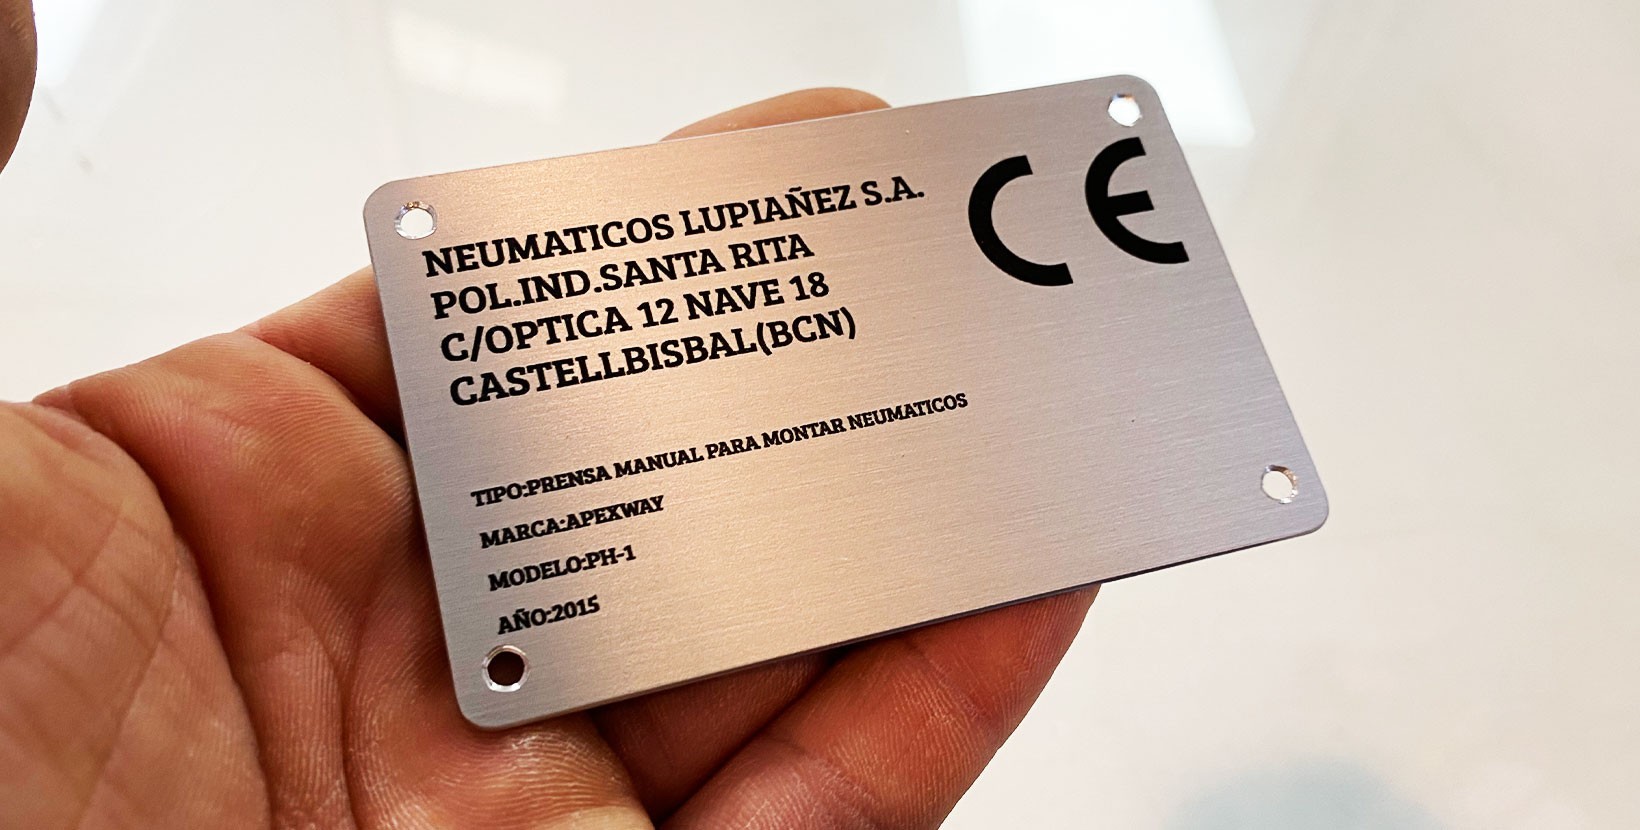 NEUMATICOS LUPIAÑEZ S.A.
POL.IND.SANTA RITA
C/OPTICA 12 NAVE 18
CASTELLBISBAL(BCN)
CE
TIPO:PRENSA MANUAL PARA MONTAR NEUMATICOS
MARCA:APEXWAY
MODELO:PH-1
AÑO:2015